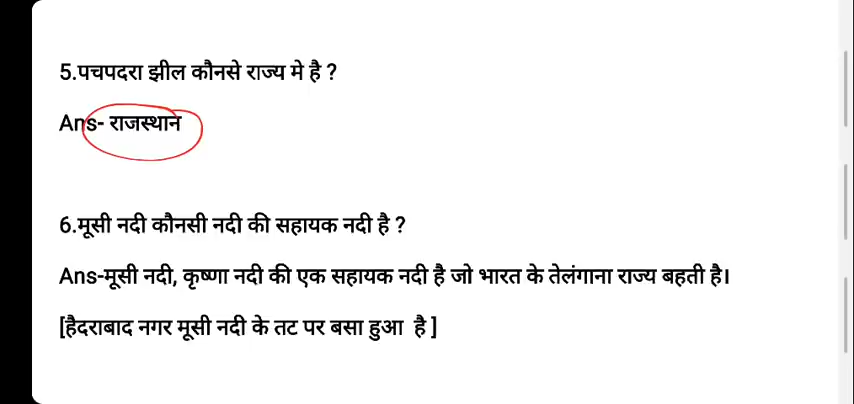 5.पचपदरा झील कौनसे राज्य मे है ?
Ans- राजस्थान
6.मूसी नदी कौनसी नदी की सहायक नदी है ?
Ans-मूसी नदी, कृष्णा नदी की एक सहायक नदी है जो भारत के तेलंगाना राज्य बहती है।
[हैदराबाद नगर मूसी नदी के तट पर बसा हुआ है ]